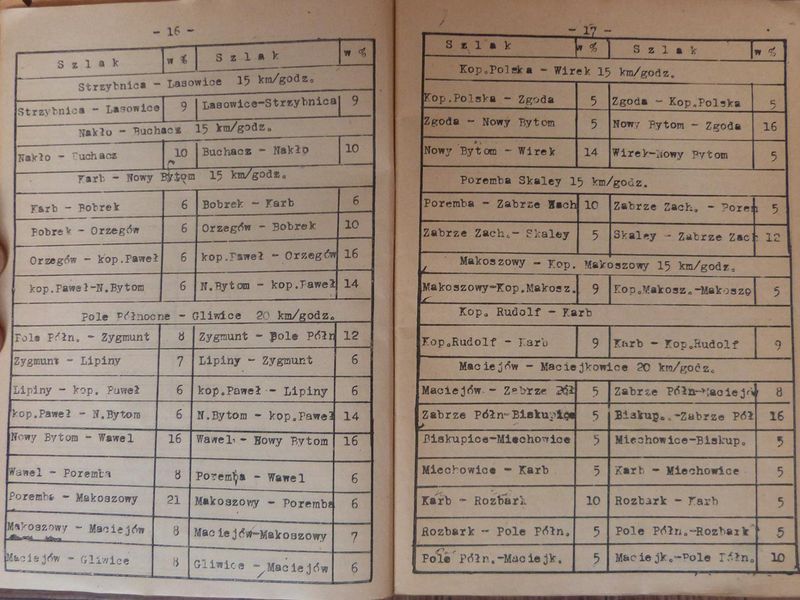 - 16 -
Szlak w % Szlak w %
Strzybnica - Lasowice 15 km/godz.
Strzybnica - Lasowice 9 Lasowice-Strzybnica 9
Nakło - Buchacz 15 km/godz.
Nakło - Buchacz 10 Buchacz - Nakło 10
Karb - Nowy Bytom 15 km/godz.
Karb - Bobrek 6 Bobrek - Karb 6
Bobrek - Orzegów 6 Orzegów - Bobrek 10
Orzegów - kop.Paweł 6 kop.Paweł - Orzegów 16
kop.Paweł-N.Bytom 6 N.Bytom - kop.Paweł 14
Pole Północne - Gliwice 20 km/godz.
Pole Półn. - Zygmunt 8 Zygmunt - Pole Półn 12
Zygmunt - Lipiny 7 Lipiny - Zygmunt 6
Lipiny - kop. Paweł 6 kop.Paweł - Lipiny 6
kop.Paweł - N.Bytom 6 N.Bytom - kop.Paweł 14
Nowy Bytom - Wawel 16 Wawel - Nowy Bytom 16
Wawel - Poremba 8 Poremba - Wawel 6
Poremba - Makoszowy 21 Makoszowy - Poremba 6
Makoszowy - Maciejów 8 Maciejów-Makoszowy 7
Maciejów - Gliwice 8 Gliwice - Maciejów 6
- 17 -
Szlak w % Szlak w %
Kop.Polska - Wirek 15 km/godz.
Kop.Polska - Zgoda 5 Zgoda - Kop.Polska 5
Zgoda - Nowy Bytom 5 Nowy Bytom - Zgoda 16
Nowy Bytom - Wirek 14 Wirek-Nowy Bytom 5
Poremba Skaley 15 km/godz.
Poremba - Zabrze Zach 10 Zabrze Zach. - Porem 5
Zabrze Zach.- Skaley 5 Skaley - Zabrze Zach 12
Makoszowy - Kop. Makoszowy 15 km/godz.
Makoszowy-Kop.Makosz. 9 Kop.Makosz.-Makoszo 5
Kop. Rudolf - Karb
Kop.Rudolf - Karb 9 Karb - Kop.Rudolf 9
Maciejów - Maciejkowice 20 km/godz.
Maciejów - Zabrze Pół 5 Zabrze Półn-Maciejów 8
Zabrze Półn-Biskupice 5 Biskup.-Zabrze Pół 16
Biskupice-Miechowice 5 Miechowice-Biskup. 5
Miechowice - Karb 5 Karb - Miechowice 5
Karb - Rozbark 10 Rozbark - Karb 5
Rozbark - Pole Półn. 5 Pole Półn.-Rozbark 5
Pole Półn.-Maciejk. 5 Maciejk.-Pole Półn. 10